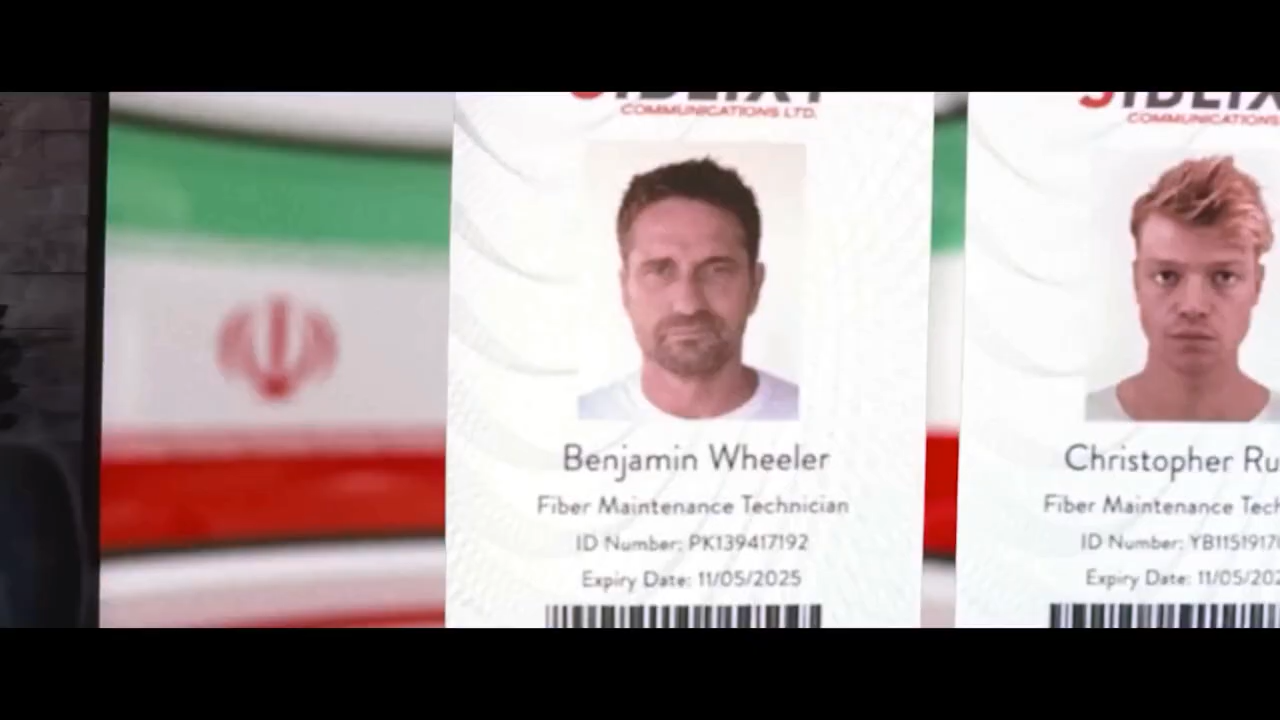 COMMUNICATIONS LTD.
Benjamin Wheeler
Fiber Maintenance Technician
ID Number: PK139417192
Expiry Date: 11/05/2025
COMMUNICATIONS
Christopher
Fiber Maintenance
ID Number:
Expiry Date: